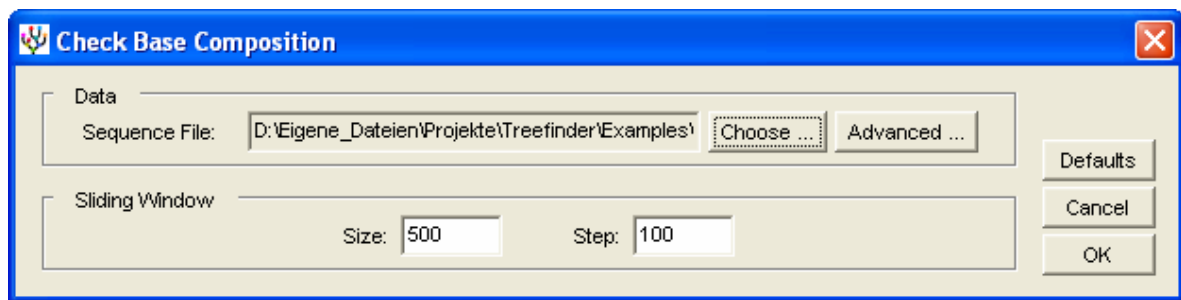 Check Base Composition
Data
Sequence File: D:\Eigene_Dateien\Projekte\Treefinder\Examples\ Choose ... Advanced ...
Defaults
Sliding Window
Cancel
Size: 500 Step: 100
OK